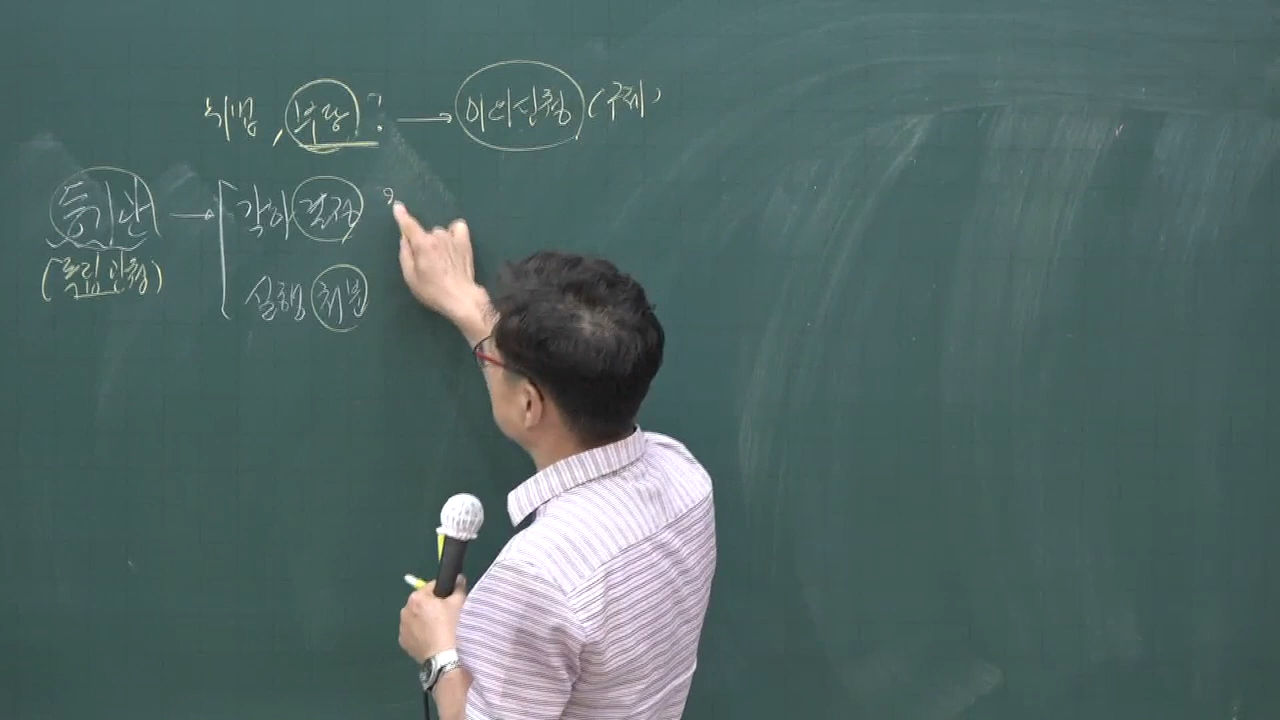 위법, 부당? → 이의신청 (구제)
등기관 → 각하결정
(독립관청)
실행처분